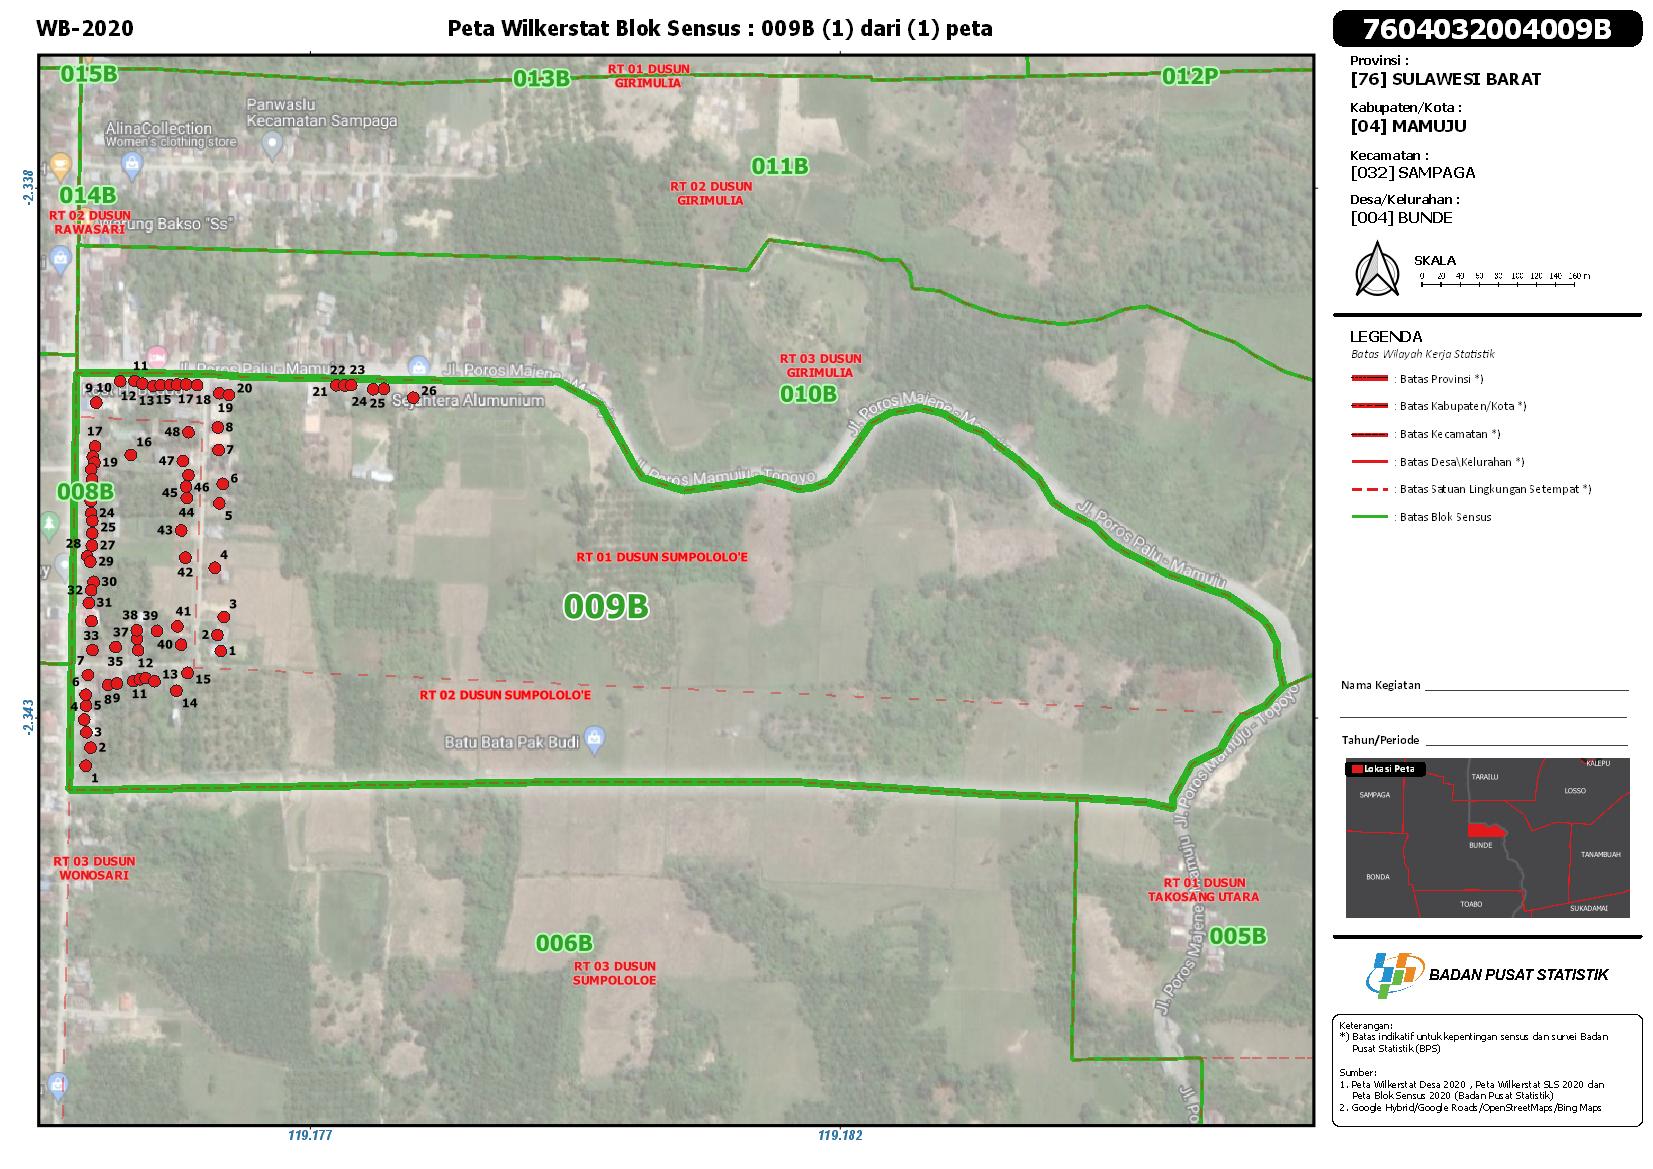 WB-2020
Peta Wilkerstat Blok Sensus : 009B (1) dari (1) peta
7604032004009B
Provinsi :
[76] SULAWESI BARAT
Kabupaten/Kota :
[04] MAMUJU
Kecamatan :
[032] SAMPAGA
Desa/Kelurahan :
[004] BUNDE
SKALA
0 20 40 60 80 100 120 140 160 m
LEGENDA
Batas Wilayah Kerja Statistik
: Batas Provinsi *)
: Batas Kabupaten/Kota *)
: Batas Kecamatan *)
: Batas Desa\Kelurahan *)
: Batas Satuan Lingkungan Setempat *)
: Batas Blok Sensus
Nama Kegiatan
Tahun/Periode
Lokasi Peta
KALEPU
TARAILU
SAMPAGA
LOSSO
BUNDE
TANAMBUAH
BONDA
TOABO
SUKADAMAI
BADAN PUSAT STATISTIK
Keterangan:
*) Batas indikatif untuk kepentingan sensus dan survei Badan
Pusat Statistik (BPS)
Sumber:
1. Peta Wilkerstat Desa 2020 , Peta Wilkerstat SLS 2020 dan
Peta Blok Sensus 2020 (Badan Pusat Statistik)
2. Google Hybrid/Google Roads/OpenStreetMaps/Bing Maps
015B
013B
RT 01 DUSUN
GIRIMULIA
012P
Panwaslu
Kecamatan Sampaga
AlinaCollection
Women's clothing store
014B
RT 02 DUSUN
RAWASARI
Bakso "Ss"
011B
RT 02 DUSUN
GIRIMULIA
-2.338
Jl. Poros Palu - Mamuju
Jl. Poros Majene
RT 03 DUSUN
GIRIMULIA
010B
11
22 23
9 10
12 13 15 17 18
20
21
24 25
26
19
Sejahtera Alumunium
Jl. Poros Majene - Mamuju
Jl. Poros Mamuju - Topoyo
Jl. Poros Palu - Mamuju
17
16
48
8
19
47
7
008B
45 46
6
24
44
5
25
43
28 27
29
42
4
30
32
31
38 39 41
3
33
37
40
2
35
12
1
7
6
8 9 11 13 15
4 5
14
3
2
1
RT 01 DUSUN SUMPOLOLO'E
009B
RT 02 DUSUN SUMPOLOLO'E
Batu Bata Pak Budi
Jl. Poros Mamuju - Topoyo
-2.343
RT 03 DUSUN
WONOSARI
006B
RT 03 DUSUN
SUMPOLOLOE
RT 01 DUSUN
TAKOSANG UTARA
005B
Jl. Poros Majene - Mamuju
Jl. Po
119.177
119.182